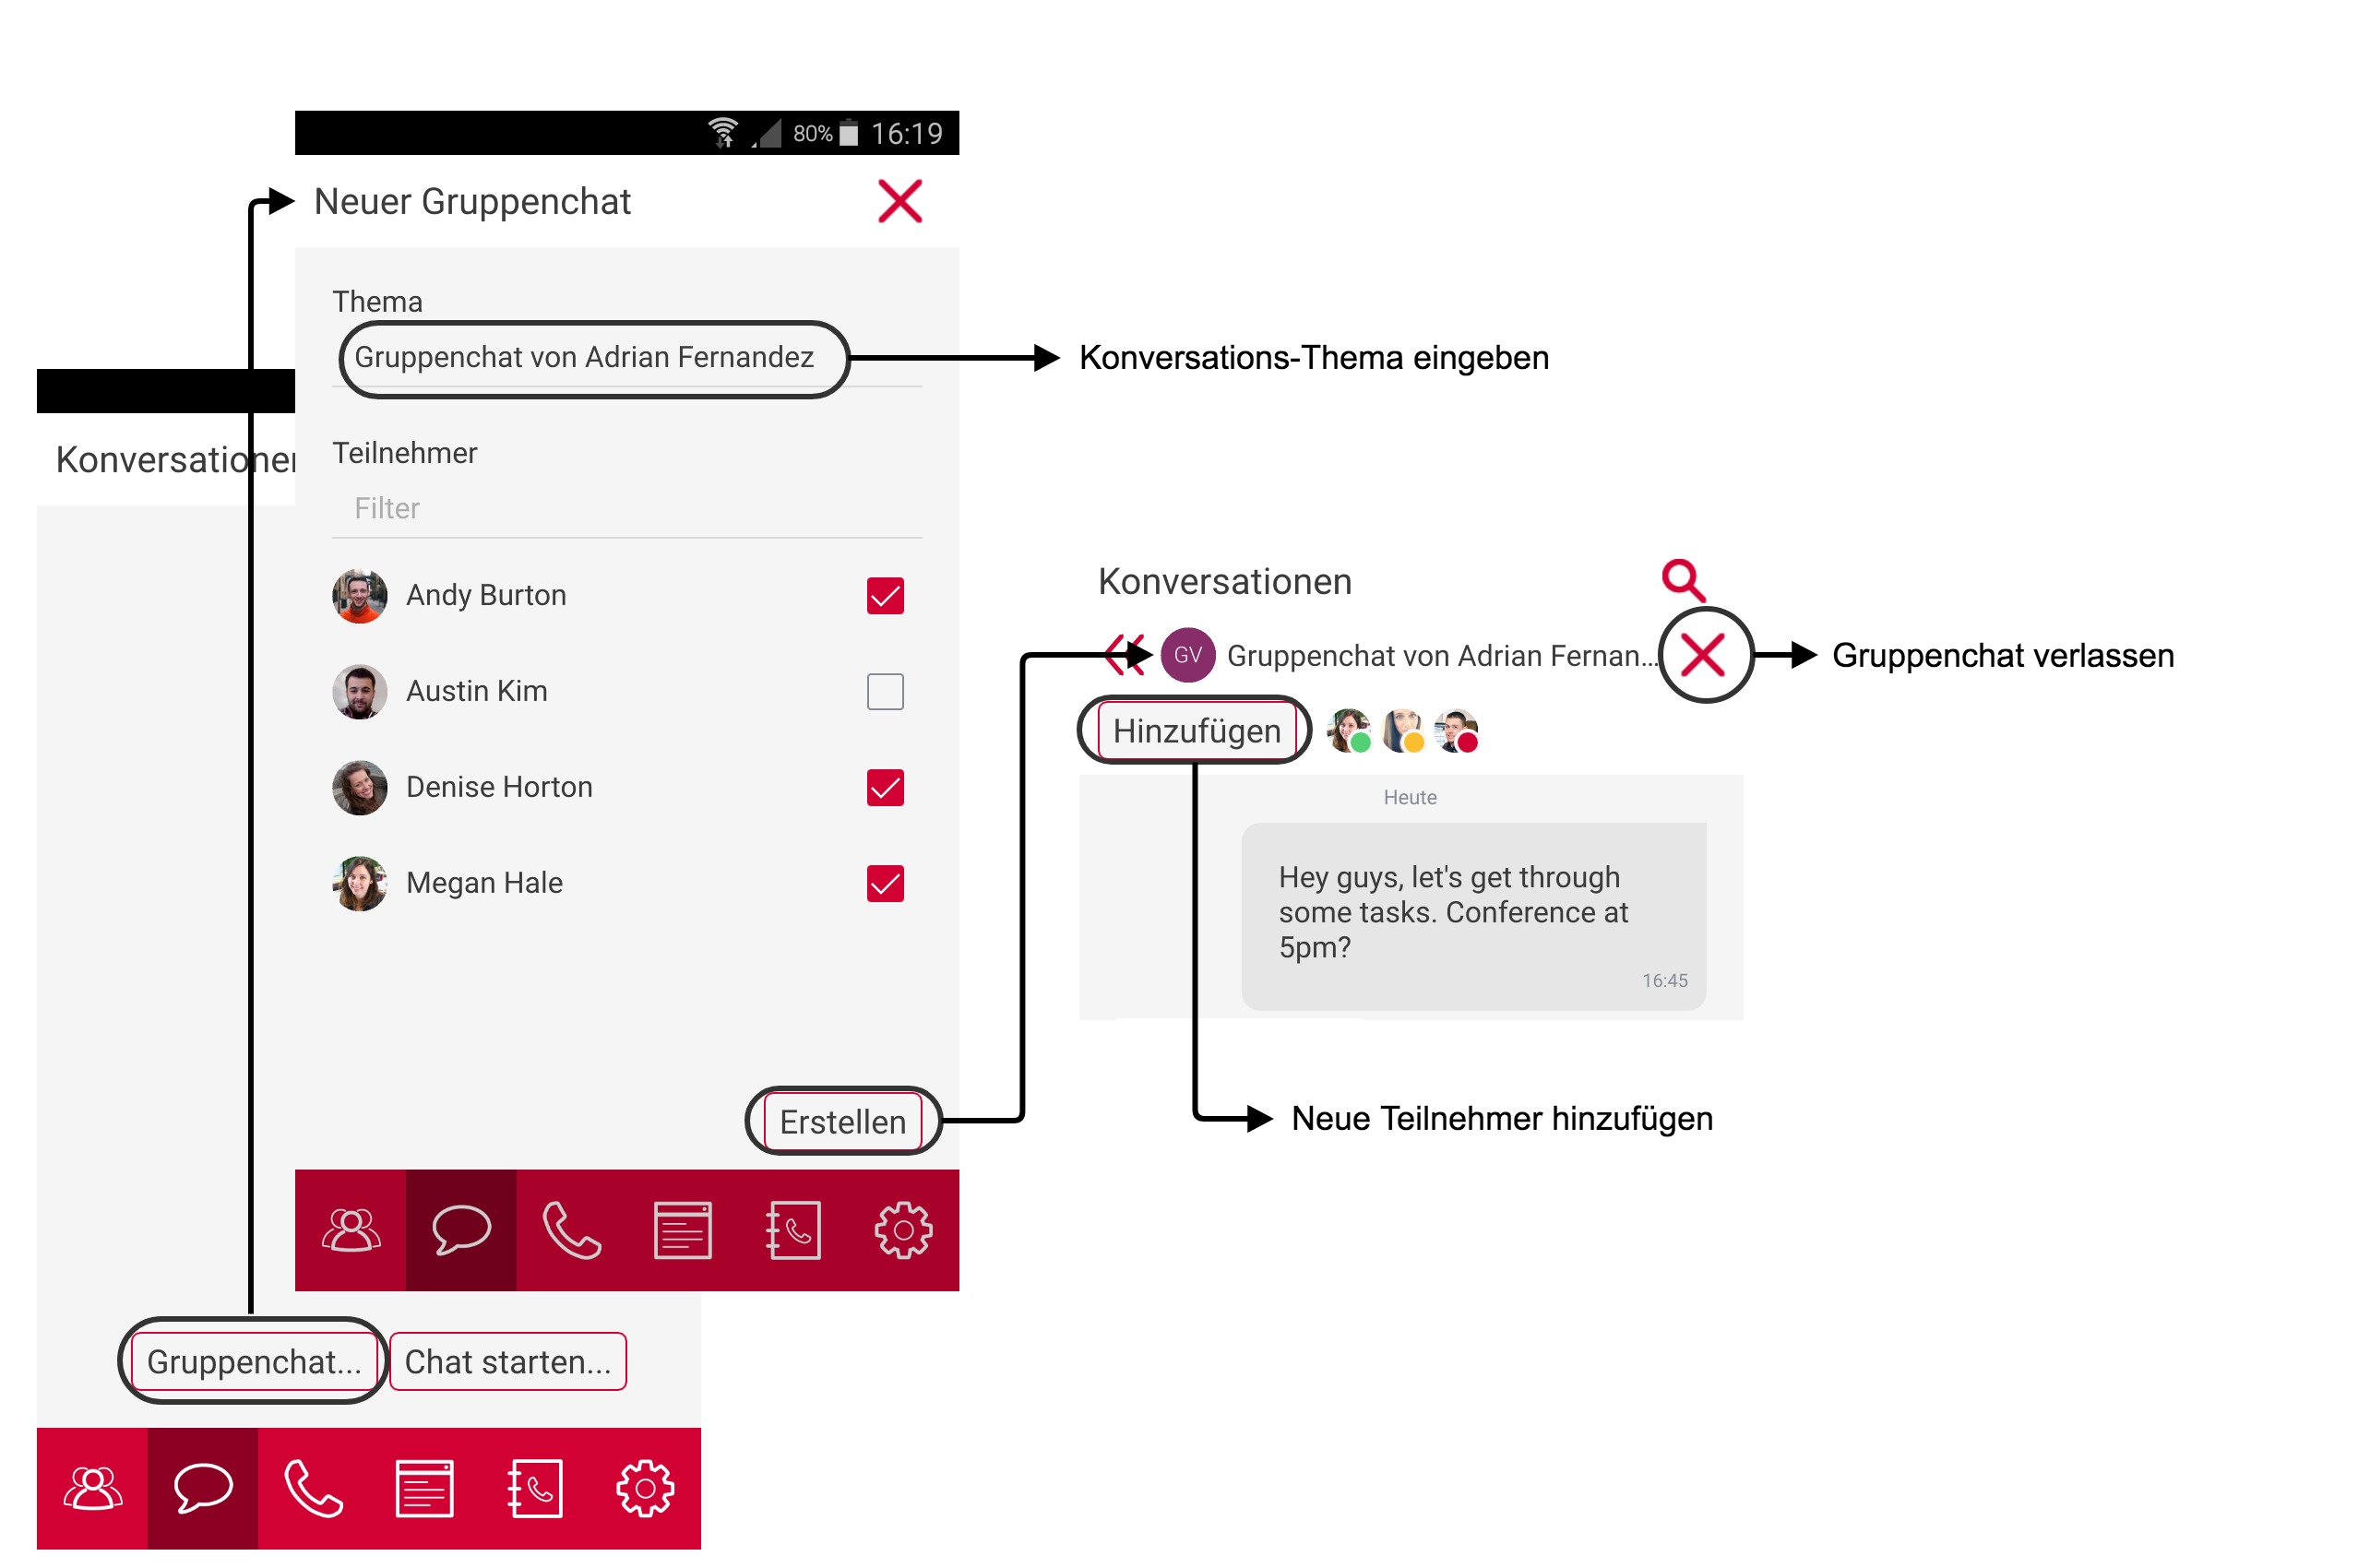 80% 16:19
Neuer Gruppenchat
Thema
Gruppenchat von Adrian Fernandez
Konversations-Thema eingeben
Konversationen
Teilnehmer
Filter
Andy Burton
Austin Kim
Denise Horton
Megan Hale
Erstellen
Gruppenchat...
Chat starten...
Konversationen
GV Gruppenchat von Adrian Fernan...
Gruppenchat verlassen
Hinzufügen
Heute
Hey guys, let's get through
some tasks. Conference at
5pm?
16:45
Neue Teilnehmer hinzufügen